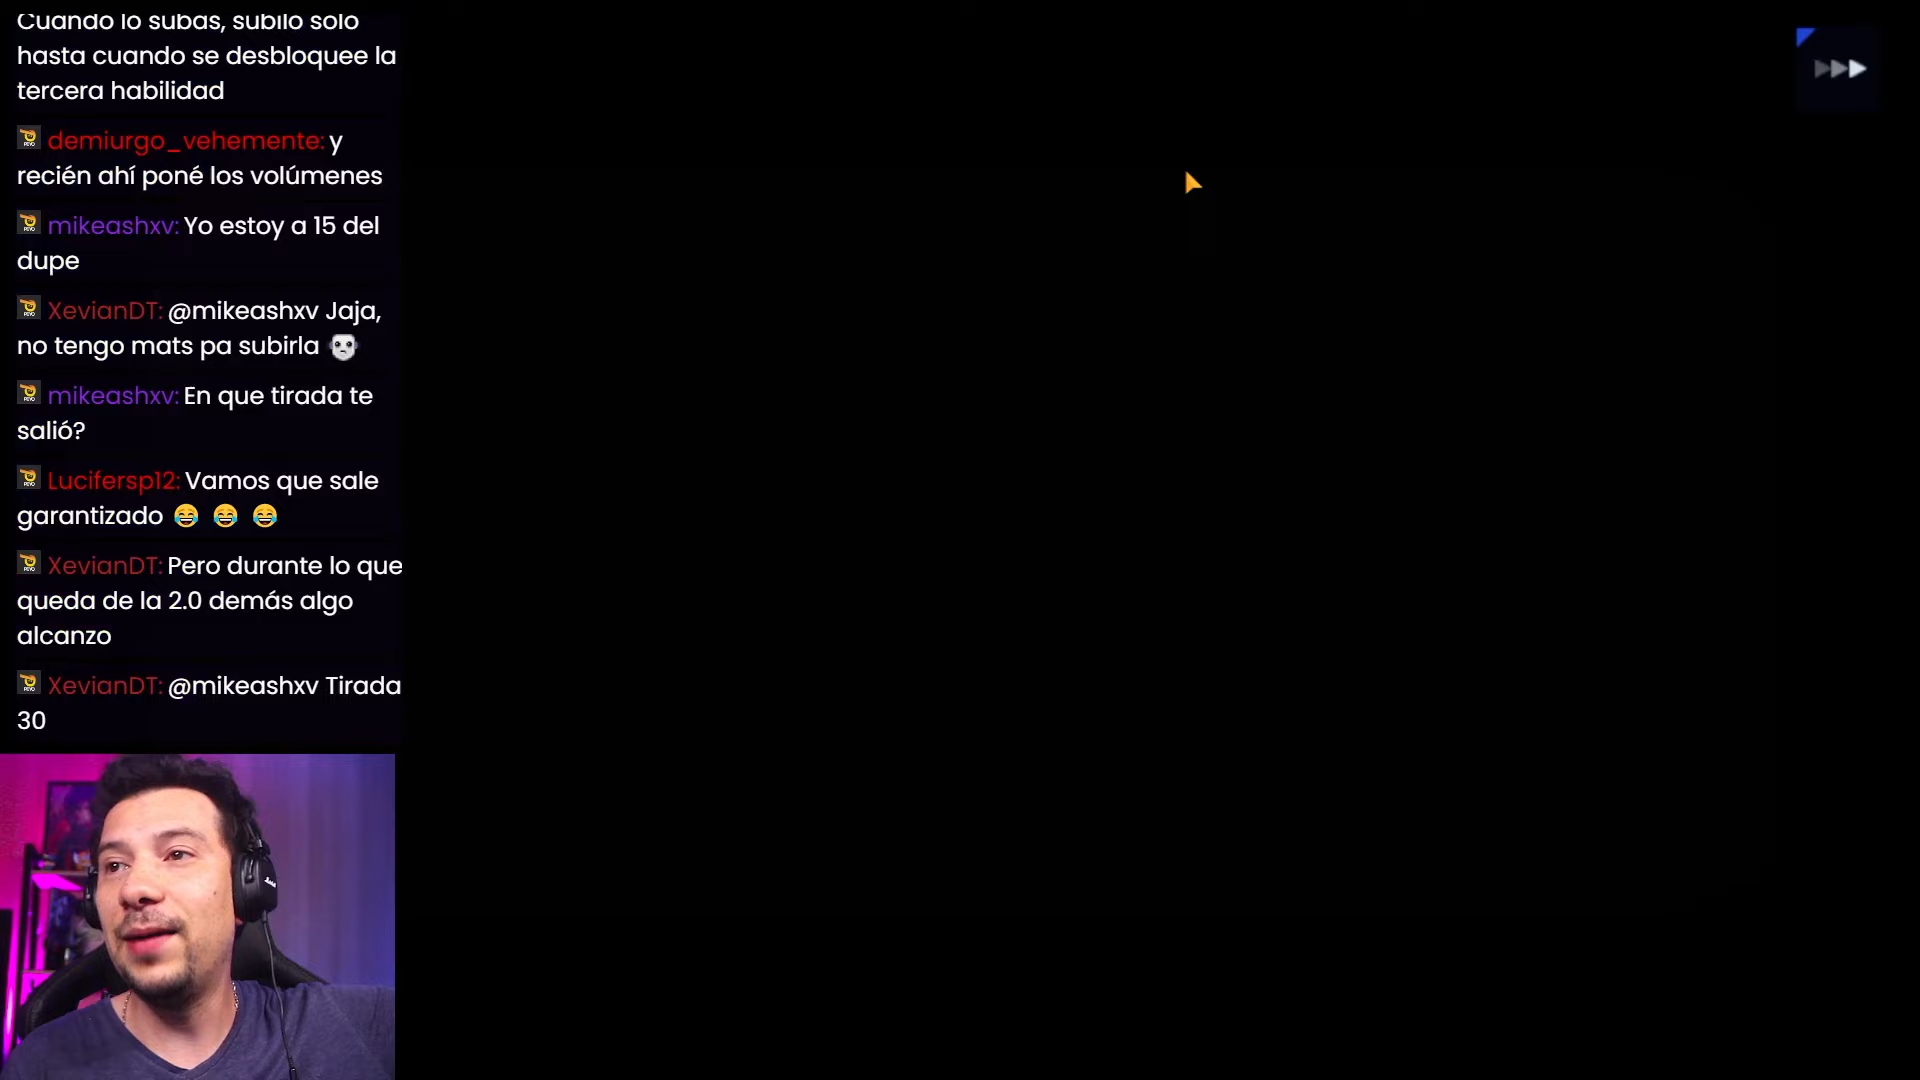 Cuando lo subas, subilo solo
hasta cuando se desbloquee la
tercera habilidad
demiurgo_vehemente: y
recién ahí poné los volúmenes
mikeashxv: Yo estoy a 15 del
dupe
XevianDT: @mikeashxv Jaja,
no tengo mats pa subirla
mikeashxv: En que tirada te
salió?
Lucifersp12: Vamos que sale
garantizado
XevianDT: Pero durante lo que
queda de la 2.0 demás algo
alcanzo
XevianDT: @mikeashxv Tirada
30